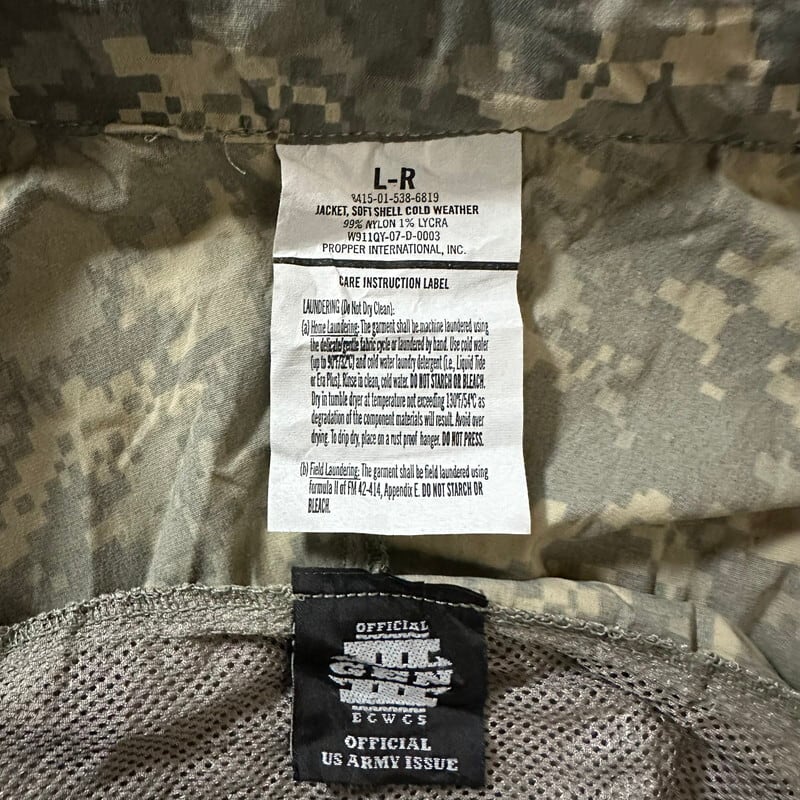 L-R
8415-01-538-6819
JACKET, SOFT SHELL COLD WEATHER
99% NYLON 1% LYCRA
W911QY-07-D-0003
PROPPER INTERNATIONAL, INC.
CARE INSTRUCTION LABEL
LAUNDERING (Do Not Dry Clean):
(a) Home Laundering: The garment shall be machine laundered using
the delicate/gentle fabric cycle or laundered by hand. Use cold water
(up to 90°F/32°C) and cold water laundry detergent (i.e., Liquid Tide
or Era Plus). Rinse in clean, cold water. DO NOT STARCH OR BLEACH.
Dry in tumble dryer at temperature not exceeding 130°F/54°C as
degradation of the component materials will result. Avoid over
drying. To drip dry, place on a rust proof hanger. DO NOT PRESS.
(b) Field Laundering: The garment shall be field laundered using
formula II of FM 42-414, Appendix E. DO NOT STARCH OR
BLEACH.
OFFICIAL
GEN
III
ECWCS
OFFICIAL
US ARMY ISSUE